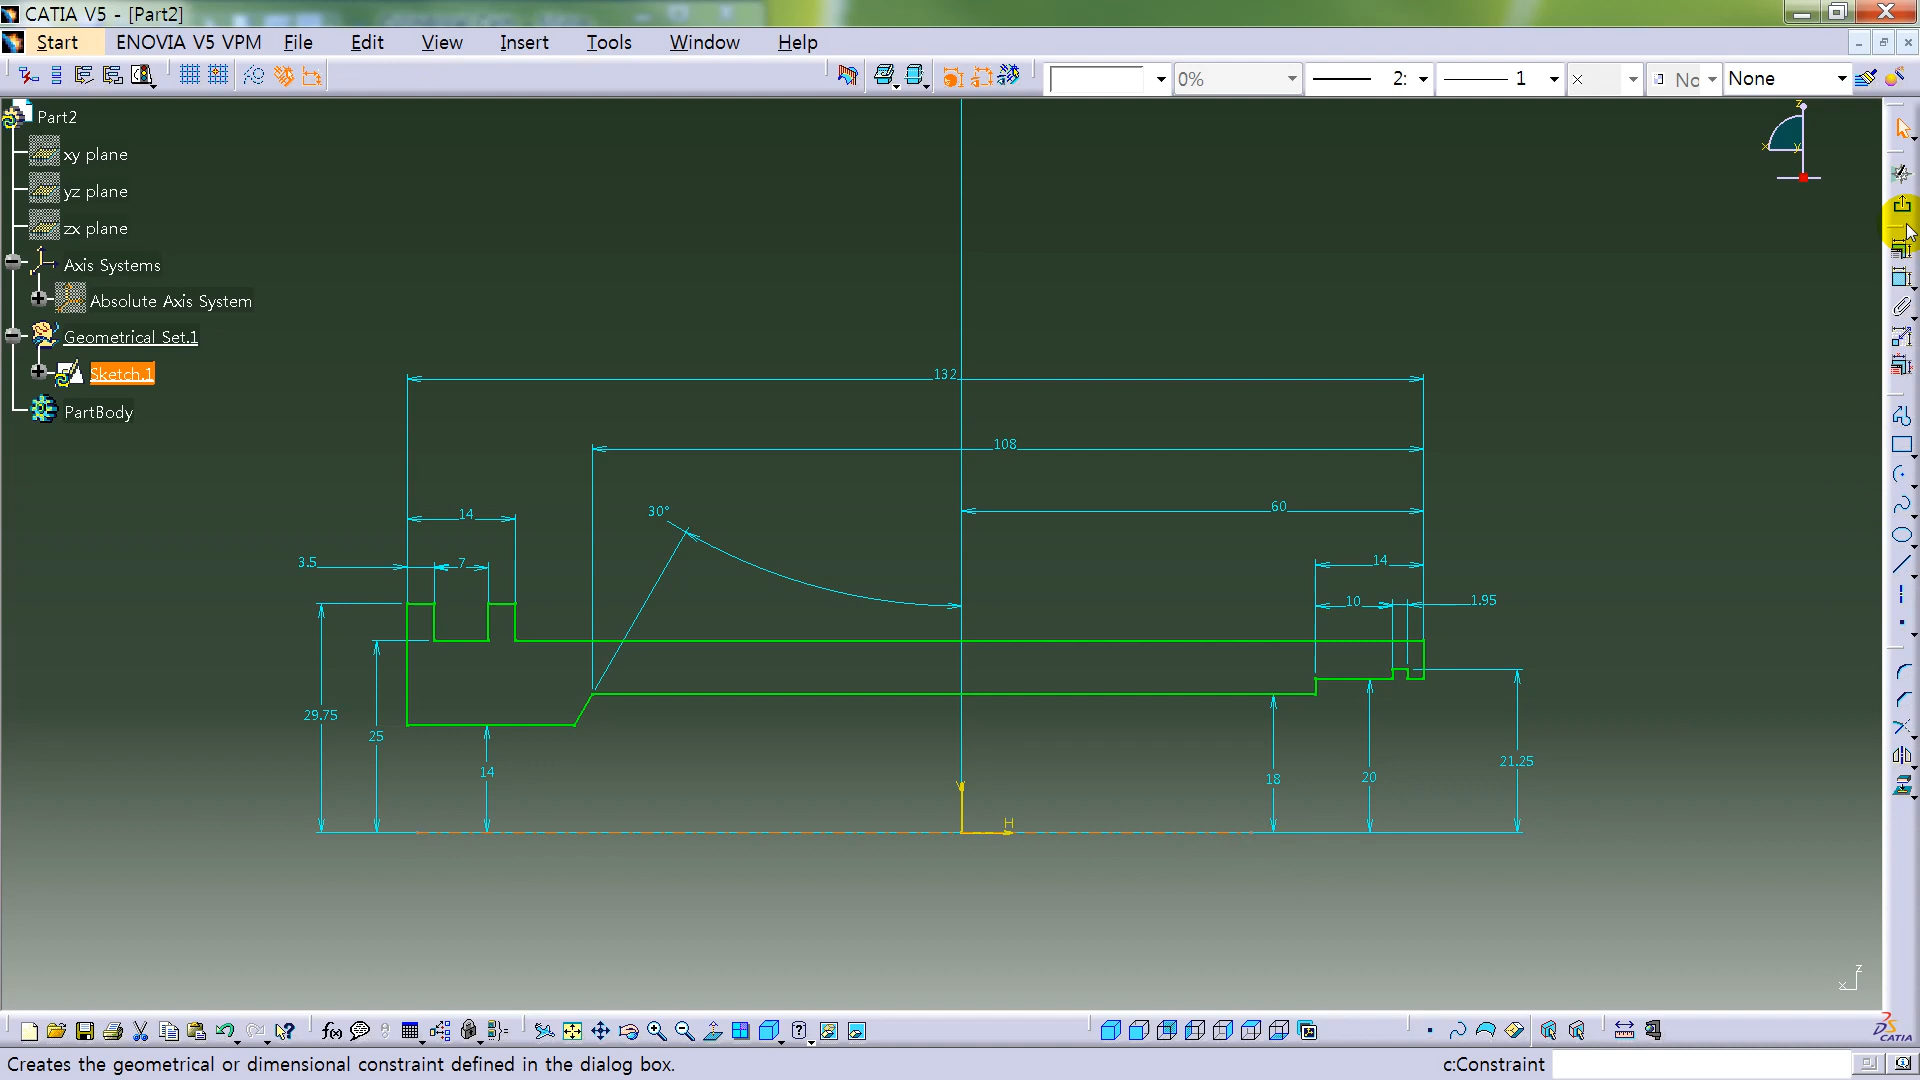 CATIA V5 - [Part2]
Start ENOVIA V5 VPM File Edit View Insert Tools Window Help
0% 2: 1 No None
Part2
xy plane
yz plane
zx plane
Axis Systems
Absolute Axis System
Geometrical Set.1
Sketch.1
PartBody
z
x y
132
108
14
30°
60
3.5
7
14
10
1.95
29.75
25
14
18
20
21.25
V
H
z
x
f(x)
CATIA
Creates the geometrical or dimensional constraint defined in the dialog box.
c:Constraint